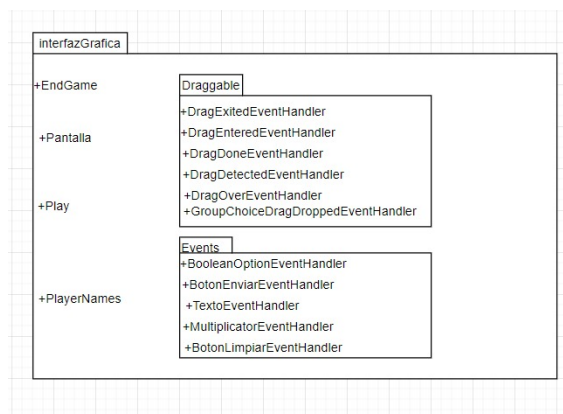 interfazGrafica
+EndGame
+Pantalla
+Play
+PlayerNames
Draggable
+DragExitedEventHandler
+DragEnteredEventHandler
+DragDoneEventHandler
+DragDetectedEventHandler
+DragOverEventHandler
+GroupChoiceDragDroppedEventHandler
Events
+BooleanOptionEventHandler
+BotonEnviarEventHandler
+TextoEventHandler
+MultiplicatorEventHandler
+BotonLimpiarEventHandler